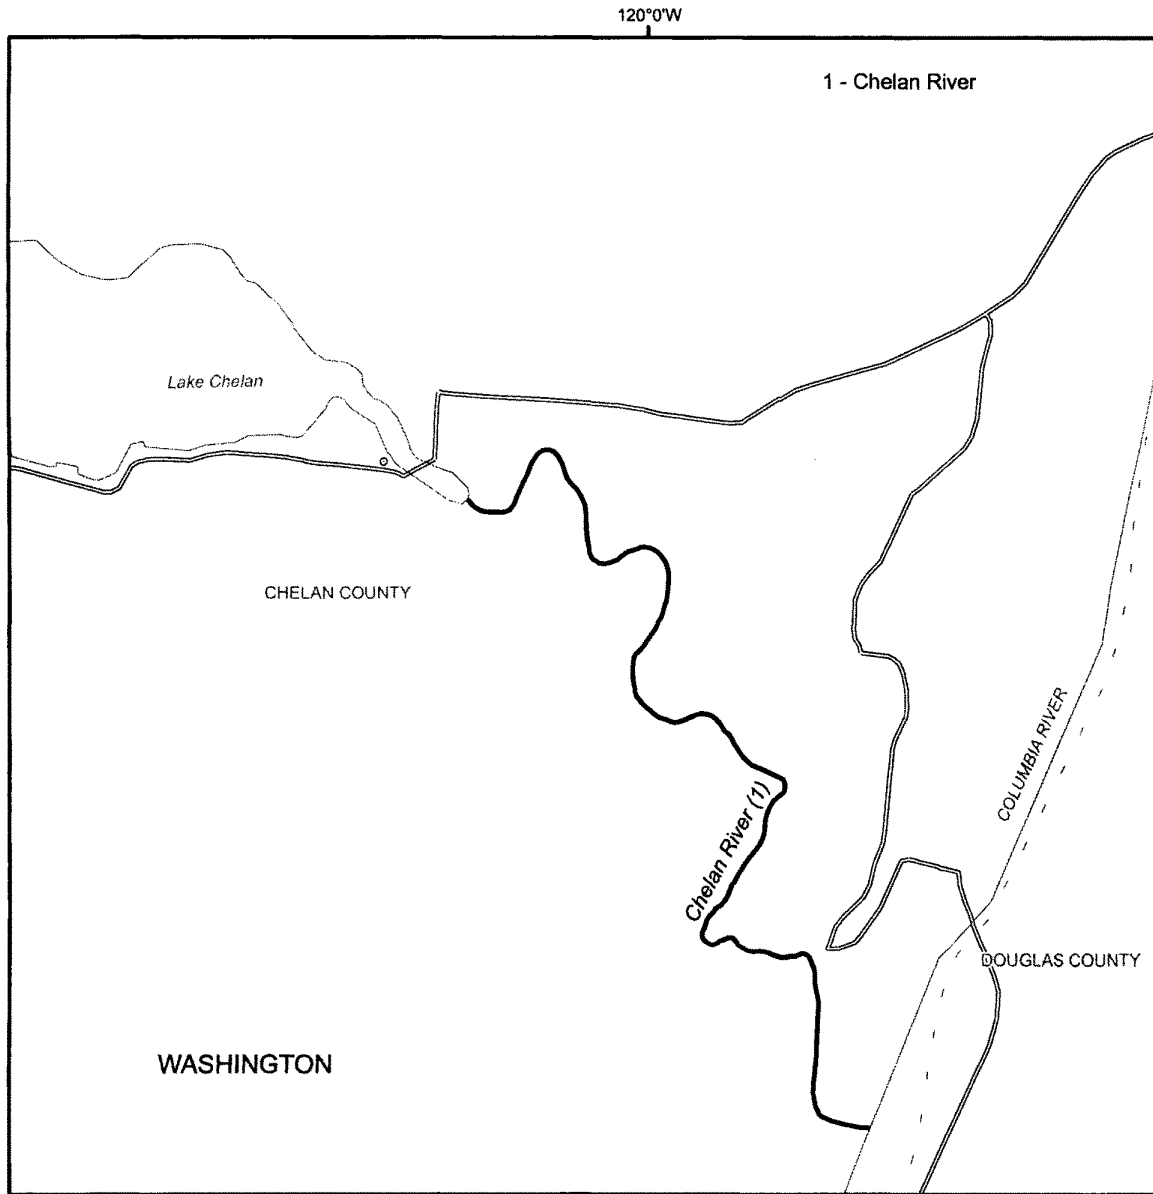 120°0'W
1 - Chelan River
Lake Chelan
CHELAN COUNTY
COLUMBIA RIVER
Chelan River (1)
DOUGLAS COUNTY
WASHINGTON